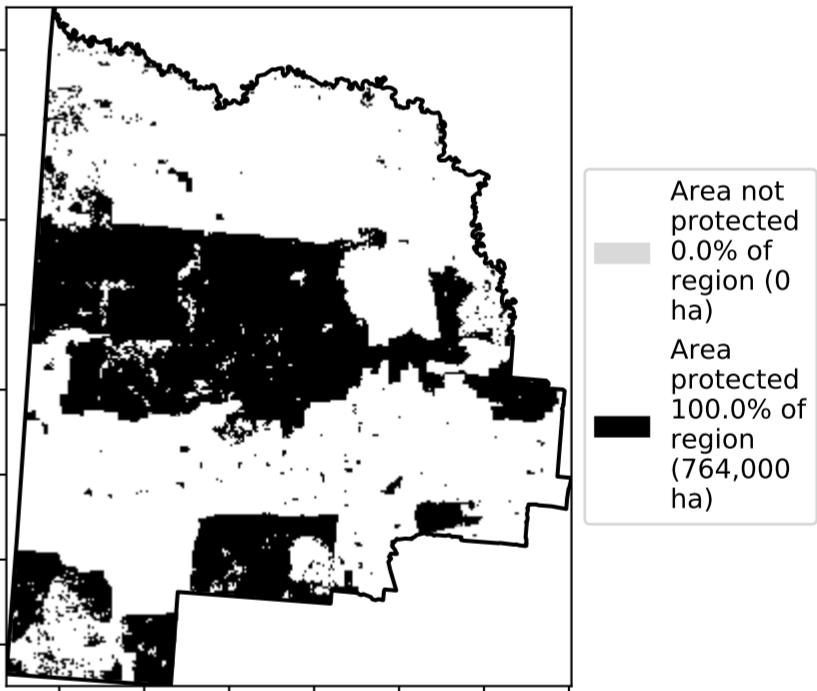 Area not
protected
0.0% of
region (0
ha)
Area
protected
100.0% of
region
(764,000
ha)